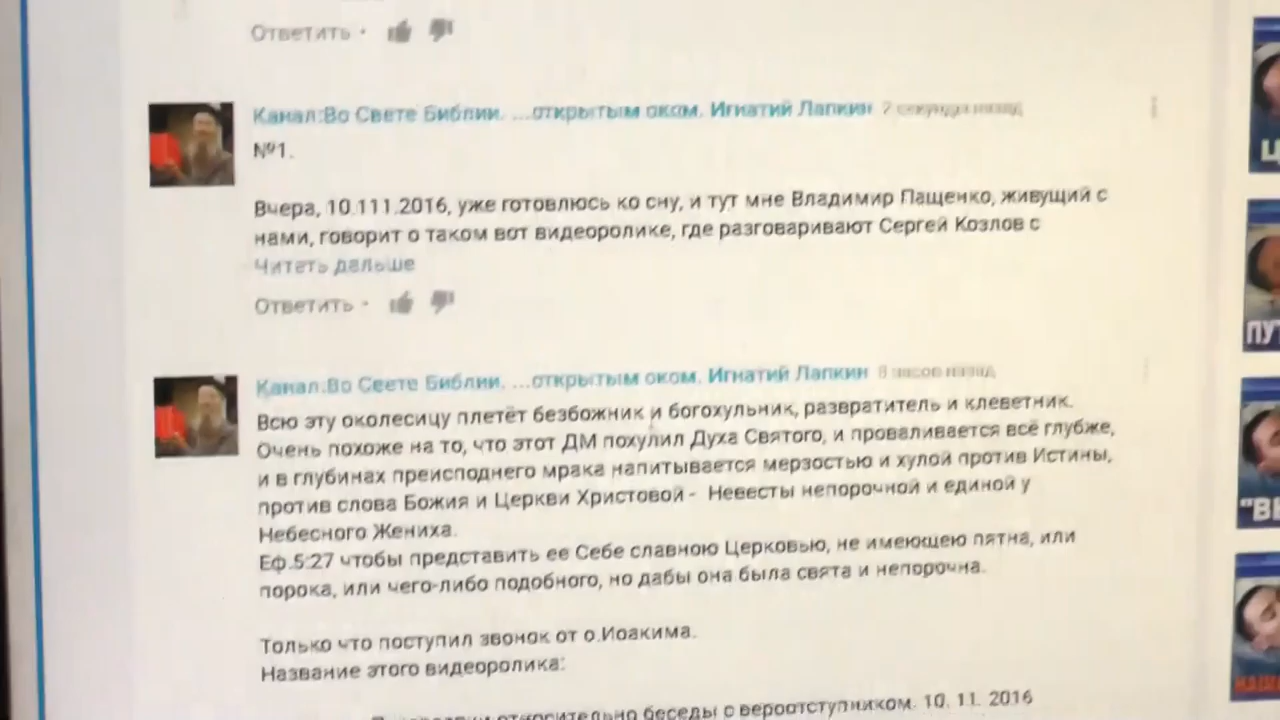 Ответить ·
Канал:Во Свете Библии. ...открытым оком. Игнатий Лапкин 2 секунды назад
№1.
Вчера, 10.111.2016, уже готовлюсь ко сну, и тут мне Владимир Пащенко, живущий с
нами, говорит о таком вот видеоролике, где разговаривают Сергей Козлов с
Читать дальше
Ответить ·
Канал:Во Свете Библии. ...открытым оком. Игнатий Лапкин 8 часов назад
Всю эту околесицу плетёт безбожник и богохульник, развратитель и клеветник.
Очень похоже на то, что этот ДМ похулил Духа Святого, и проваливается всё глубже,
и в глубинах преисподнего мрака напитывается мерзостью и хулой против Истины,
против слова Божия и Церкви Христовой - Невесты непорочной и единой у
Небесного Жениха.
Еф.5:27 чтобы представить ее Себе славною Церковью, не имеющею пятна, или
порока, или чего-либо подобного, но дабы она была свята и непорочна.
Только что поступил звонок от о.Иоакима.
Название этого видеоролика:
относительно беседы с вероотступником. 10. 11. 2016
Ц
ПУ
"ВЕ